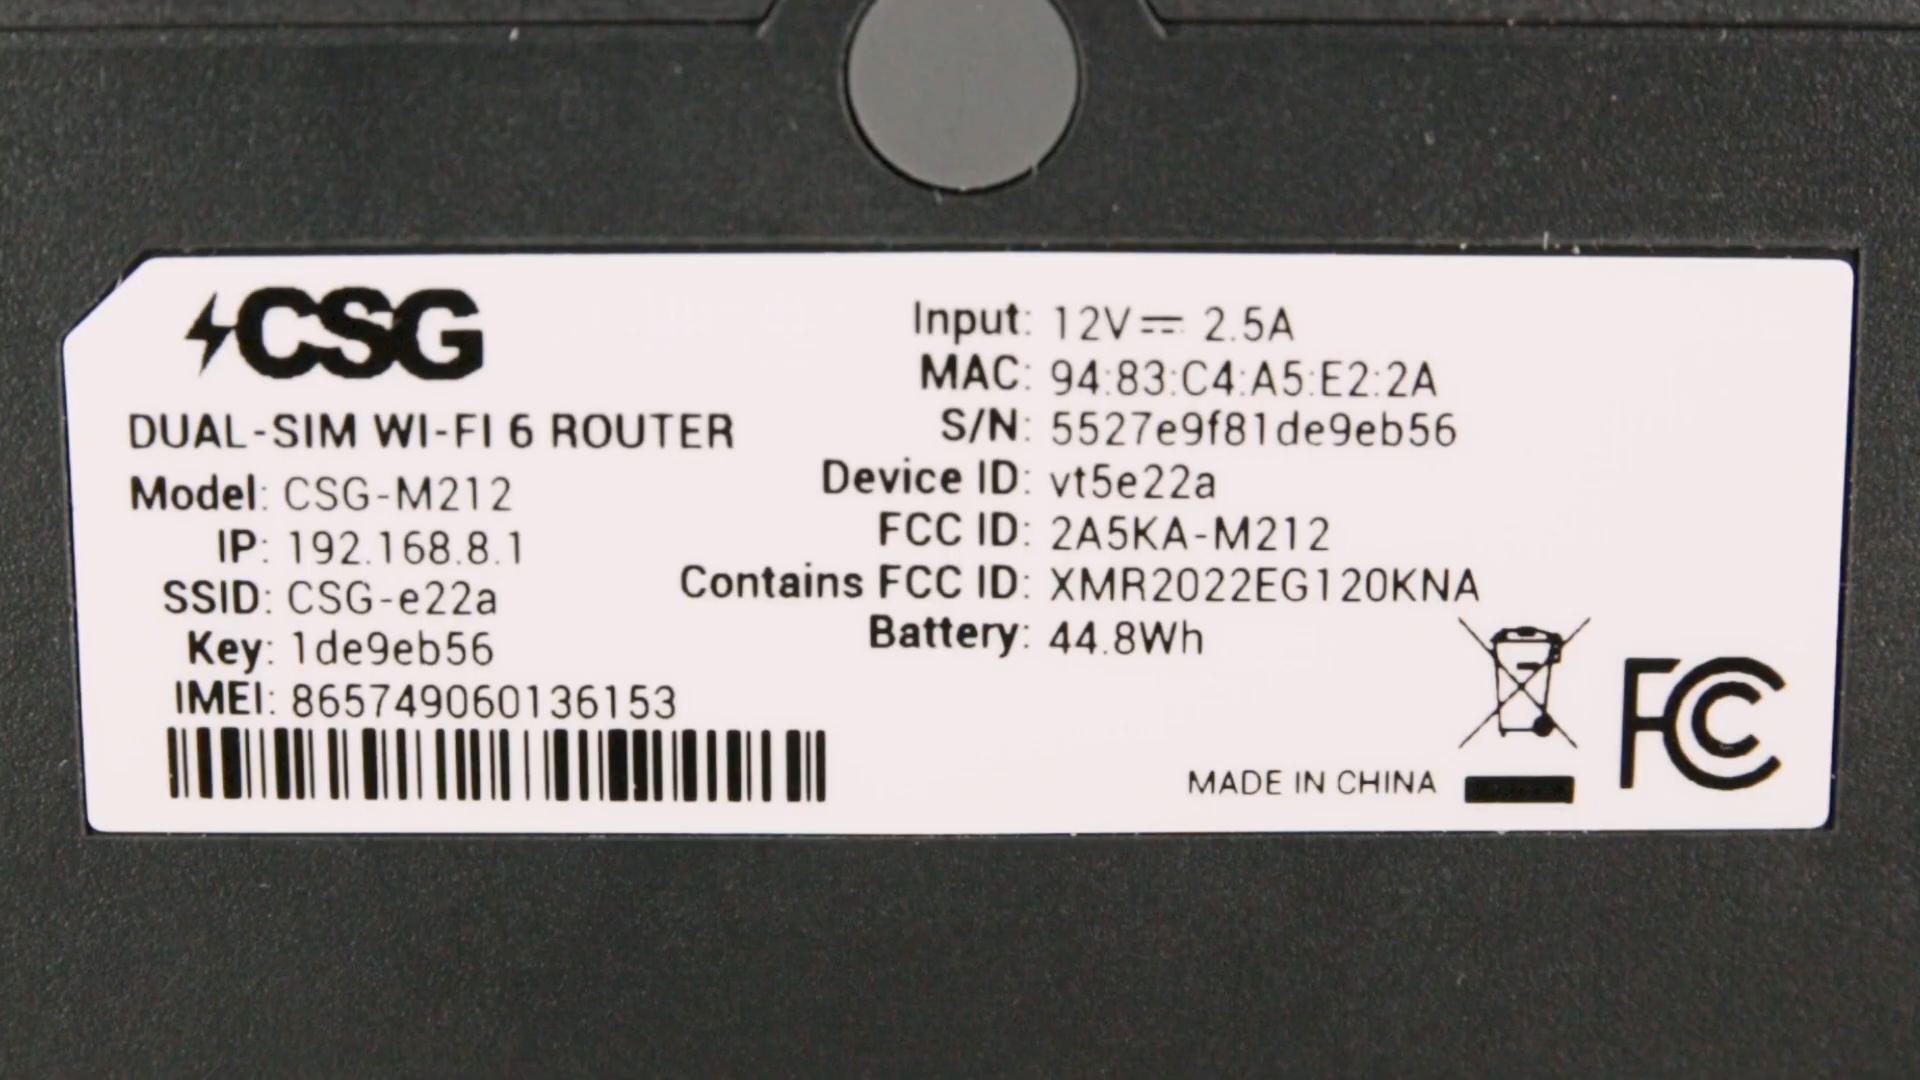 CSG
DUAL-SIM WI-FI 6 ROUTER
Model: CSG-M212
IP: 192.168.8.1
SSID: CSG-e22a
Key: 1de9eb56
IMEI: 865749060136153
Input: 12V⎓ 2.5A
MAC: 94:83:C4:A5:E2:2A
S/N: 5527e9f81de9eb56
Device ID: vt5e22a
FCC ID: 2A5KA-M212
Contains FCC ID: XMR2022EG120KNA
Battery: 44.8Wh
MADE IN CHINA
FC